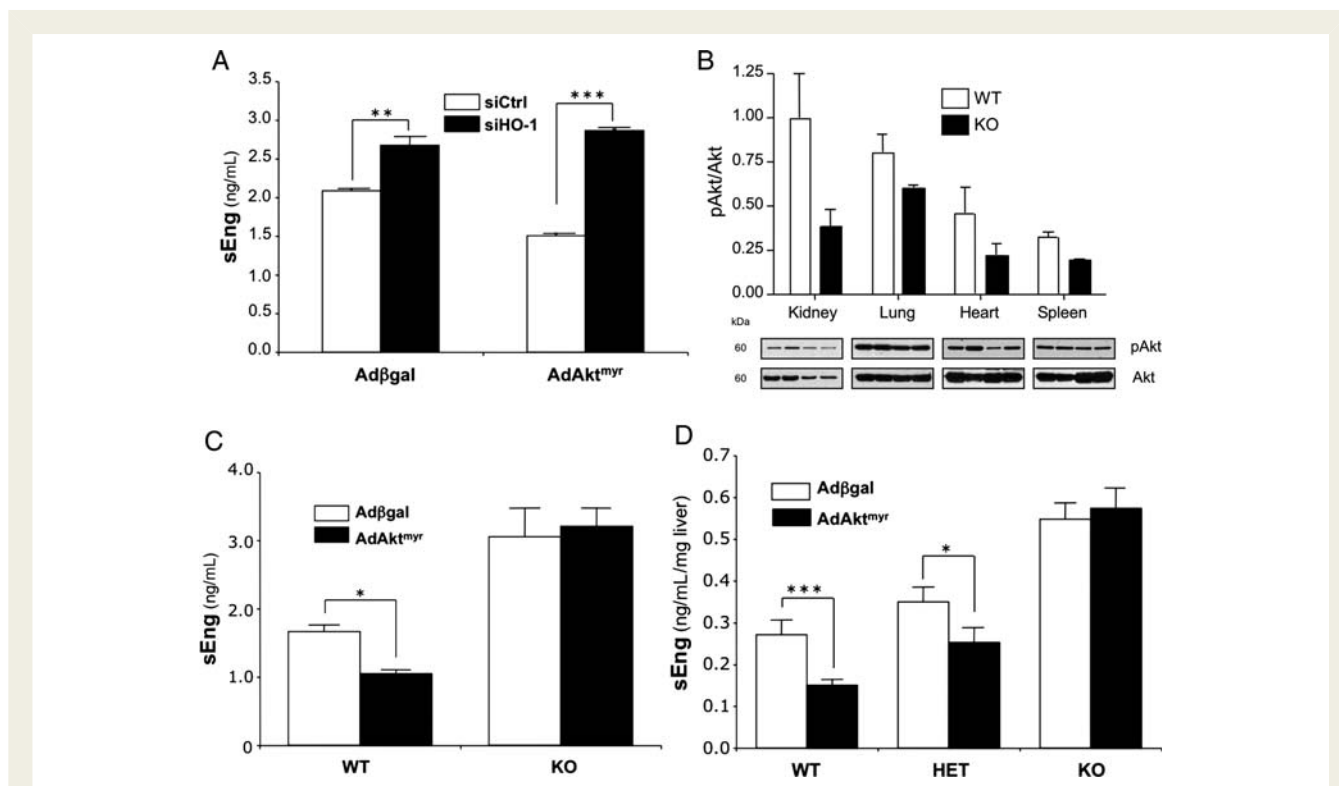 A
3.5
3.0
2.5
2.0
1.5
1.0
0.5
0.0
sEng (ng/mL)
siCtrl
siHO-1
**
***
Adβgal
AdAktᵐʸʳ
B
1.25
1.00
0.75
0.50
0.25
0.00
pAkt/Akt
WT
KO
Kidney Lung Heart Spleen
kDa
60
pAkt
60
Akt
C
4.0
3.0
2.0
1.0
0
sEng (ng/mL)
Adβgal
AdAktᵐʸʳ
*
WT
KO
D
0.7
0.6
0.5
0.4
0.3
0.2
0.1
0.0
sEng (ng/mL/mg liver)
Adβgal
AdAktᵐʸʳ
***
*
WT
HET
KO